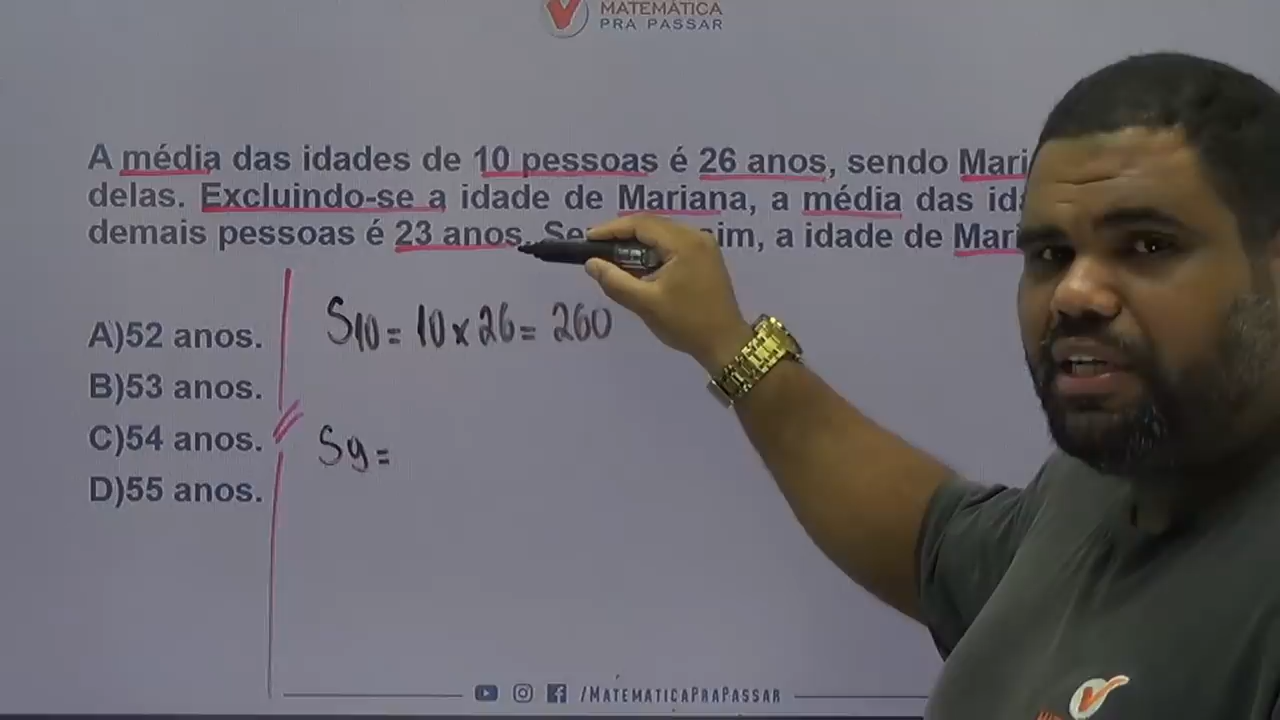 MATEMÁTICA
PRA PASSAR
A média das idades de 10 pessoas é 26 anos, sendo
delas. Excluindo-se a idade de Mariana, a média das
demais pessoas é 23 anos. a idade de
A)52 anos.
B)53 anos.
C)54 anos.
D)55 anos.
S10 = 10 x 26 = 260
S9 =
/MATEMATICAPRAPASSAR